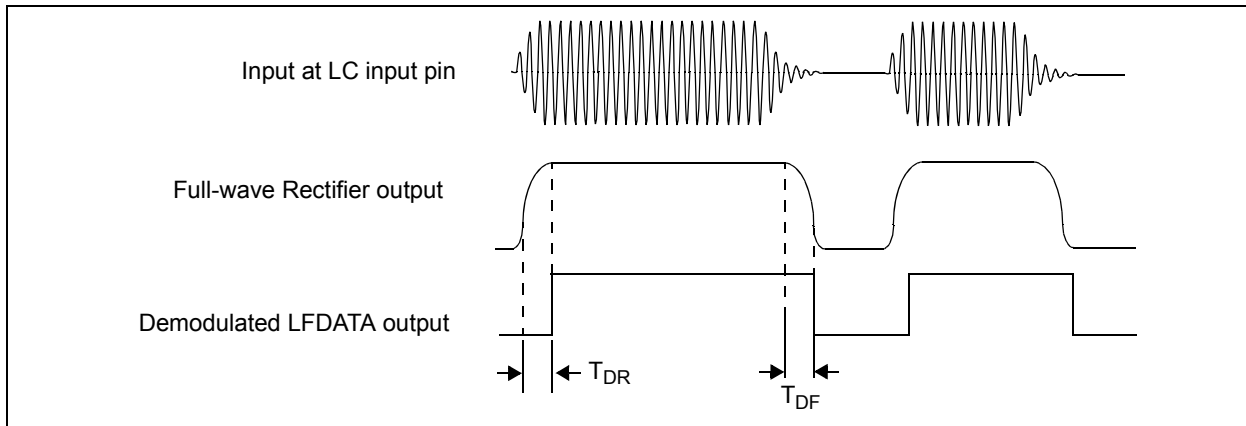 Input at LC input pin
Full-wave Rectifier output
Demodulated LFDATA output
TDR
TDF